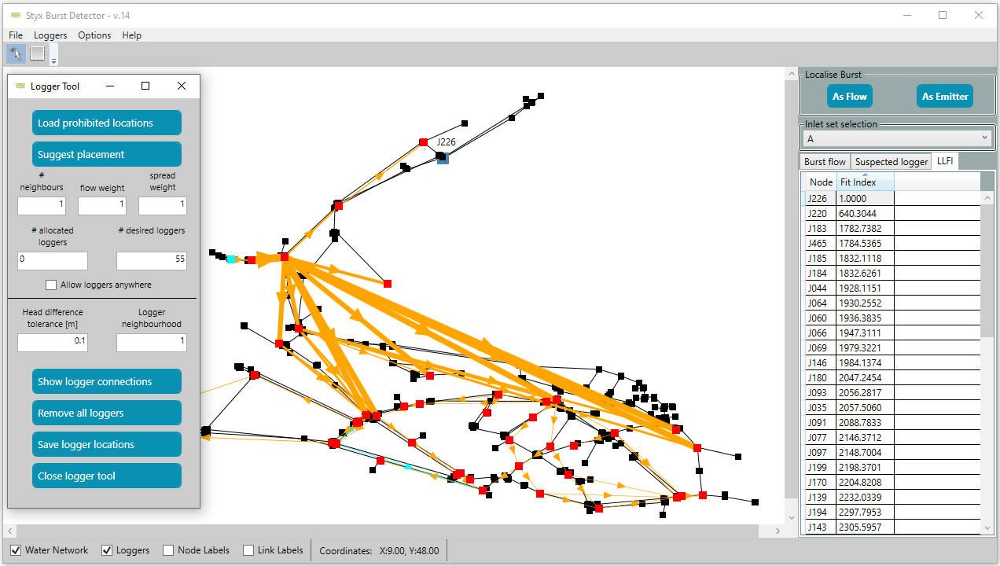 Styx Burst Detector - v.14
File Loggers Options Help
Logger Tool
Load prohibited locations
Suggest placement
# neighbours
flow weight
spread weight
1 1 1
# allocated loggers
# desired loggers
0 55
Allow loggers anywhere
Head difference tolerance [m]
Logger neighbourhood
0.1 1
Show logger connections
Remove all loggers
Save logger locations
Close logger tool
J226
Localise Burst
As Flow As Emitter
Inlet set selection
A
Burst flow Suspected logger LLFI
Node Fit Index
J226 1.0000
J220 640.3044
J183 1782.7382
J465 1784.5365
J185 1832.1118
J184 1832.6261
J044 1928.1151
J064 1930.2552
J060 1936.3835
J066 1947.3111
J069 1979.3221
J146 1984.1374
J180 2047.2454
J093 2056.2817
J035 2057.5060
J091 2088.7833
J077 2146.3712
J097 2148.7004
J199 2198.3701
J170 2204.8208
J139 2232.0339
J194 2297.7953
J143 2305.5957
Water Network Loggers Node Labels Link Labels Coordinates: X:9.00, Y:48.00